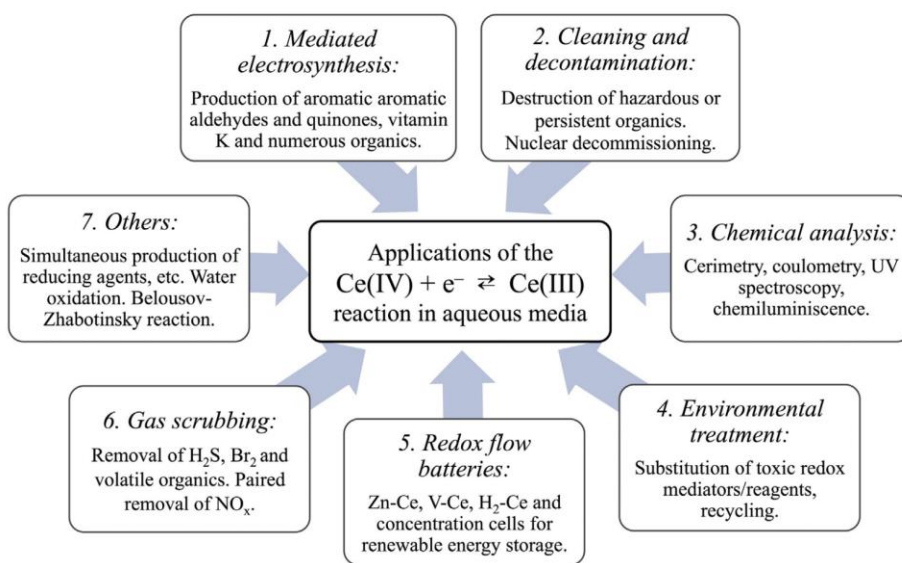 1. Mediated
electrosynthesis:
Production of aromatic aromatic
aldehydes and quinones, vitamin
K and numerous organics.
2. Cleaning and
decontamination:
Destruction of hazardous or
persistent organics.
Nuclear decommissioning.
7. Others:
Simultaneous production of
reducing agents, etc. Water
oxidation. Belousov-
Zhabotinsky reaction.
Applications of the
Ce(IV) + e⁻ ⇄ Ce(III)
reaction in aqueous media
3. Chemical analysis:
Cerimetry, coulometry, UV
spectroscopy,
chemiluminiscence.
6. Gas scrubbing:
Removal of H₂S, Br₂ and
volatile organics. Paired
removal of NOₓ.
5. Redox flow
batteries:
Zn-Ce, V-Ce, H₂-Ce and
concentration cells for
renewable energy storage.
4. Environmental
treatment:
Substitution of toxic redox
mediators/reagents,
recycling.